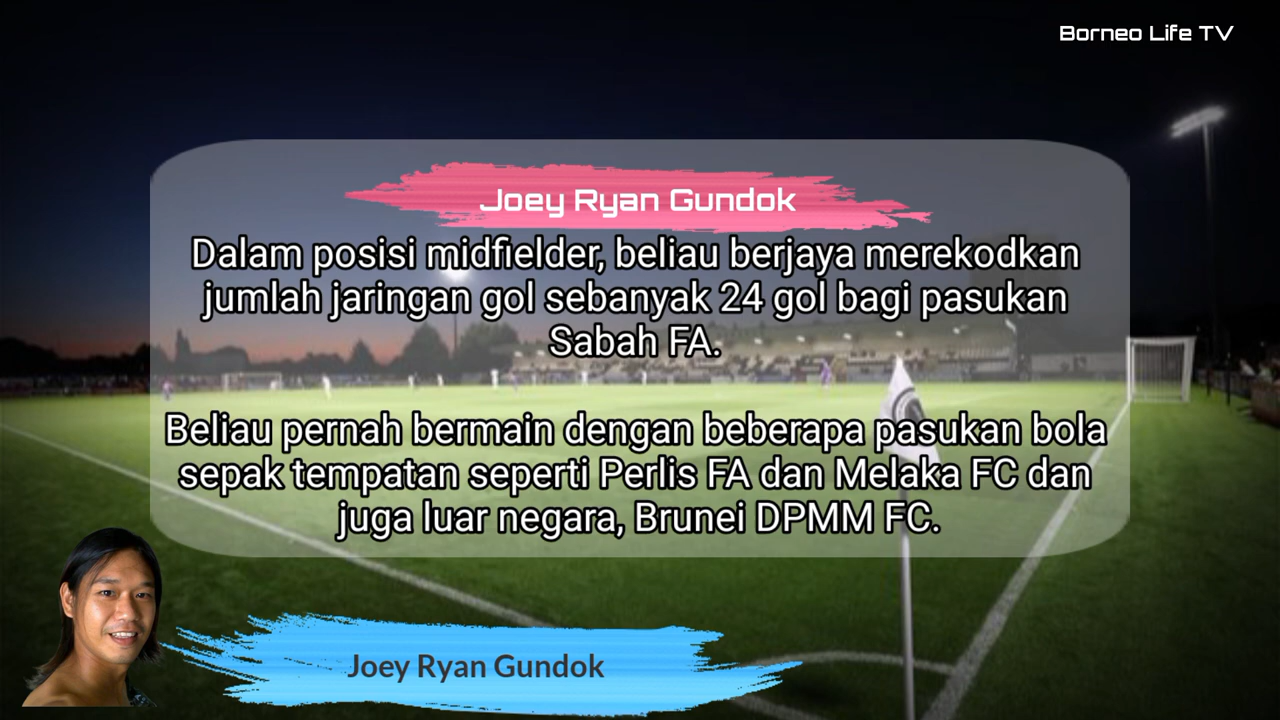 Borneo Life TV
Joey Ryan Gundok
Dalam posisi midfielder, beliau berjaya merekodkan
jumlah jaringan gol sebanyak 24 gol bagi pasukan
Sabah FA.
Beliau pernah bermain dengan beberapa pasukan bola
sepak tempatan seperti Perlis FA dan Melaka FC dan
juga luar negara, Brunei DPMM FC.
Joey Ryan Gundok